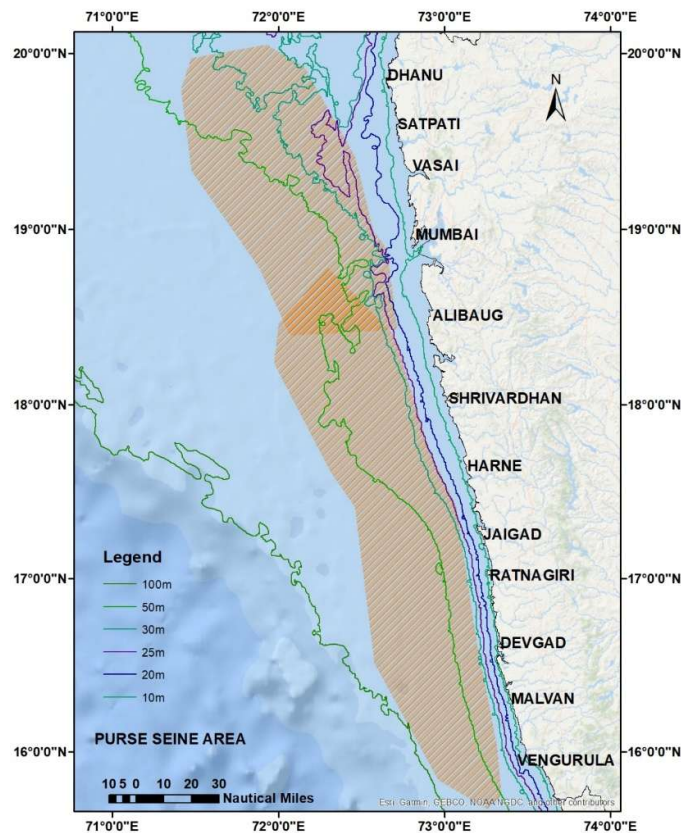 71°0'0"E 72°0'0"E 73°0'0"E 74°0'0"E
20°0'0"N 20°0'0"N
DHANU
N
SATPATI
VASAI
19°0'0"N 19°0'0"N
MUMBAI
ALIBAUG
18°0'0"N 18°0'0"N
SHRIVARDHAN
HARNE
JAIGAD
Legend
17°0'0"N 17°0'0"N
RATNAGIRI
100m
50m
30m
25m
20m
10m
DEVGAD
MALVAN
PURSE SEINE AREA
16°0'0"N 16°0'0"N
VENGURULA
10 5 0 10 20 30
Nautical Miles
Esri, Garmin, GEBCO, NOAA NGDC, and other contributors
71°0'0"E 72°0'0"E 73°0'0"E 74°0'0"E